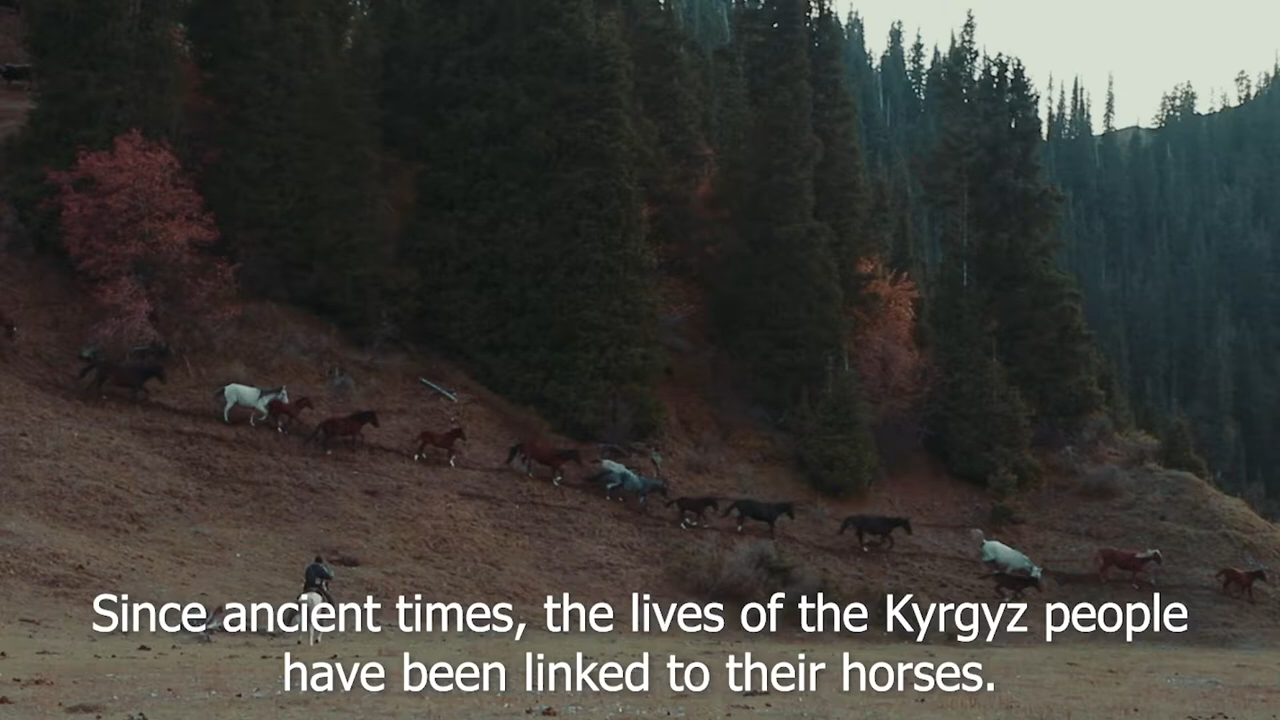 Since ancient times, the lives of the Kyrgyz people
have been linked to their horses.